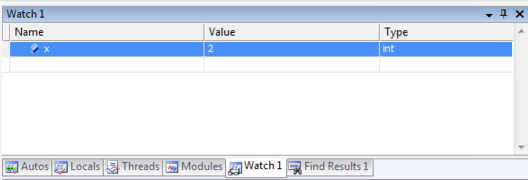 Watch 1
Name Value Type
x 2 int
Autos Locals Threads Modules Watch 1 Find Results 1